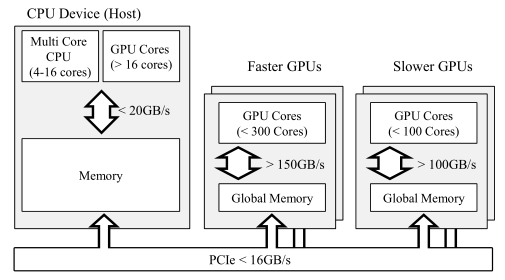 CPU Device (Host)
Multi Core
CPU
(4-16 cores)
GPU Cores
(> 16 cores)
< 20GB/s
Memory
Faster GPUs
GPU Cores
(< 300 Cores)
> 150GB/s
Global Memory
Slower GPUs
GPU Cores
(< 100 Cores)
> 100GB/s
Global Memory
PCIe < 16GB/s